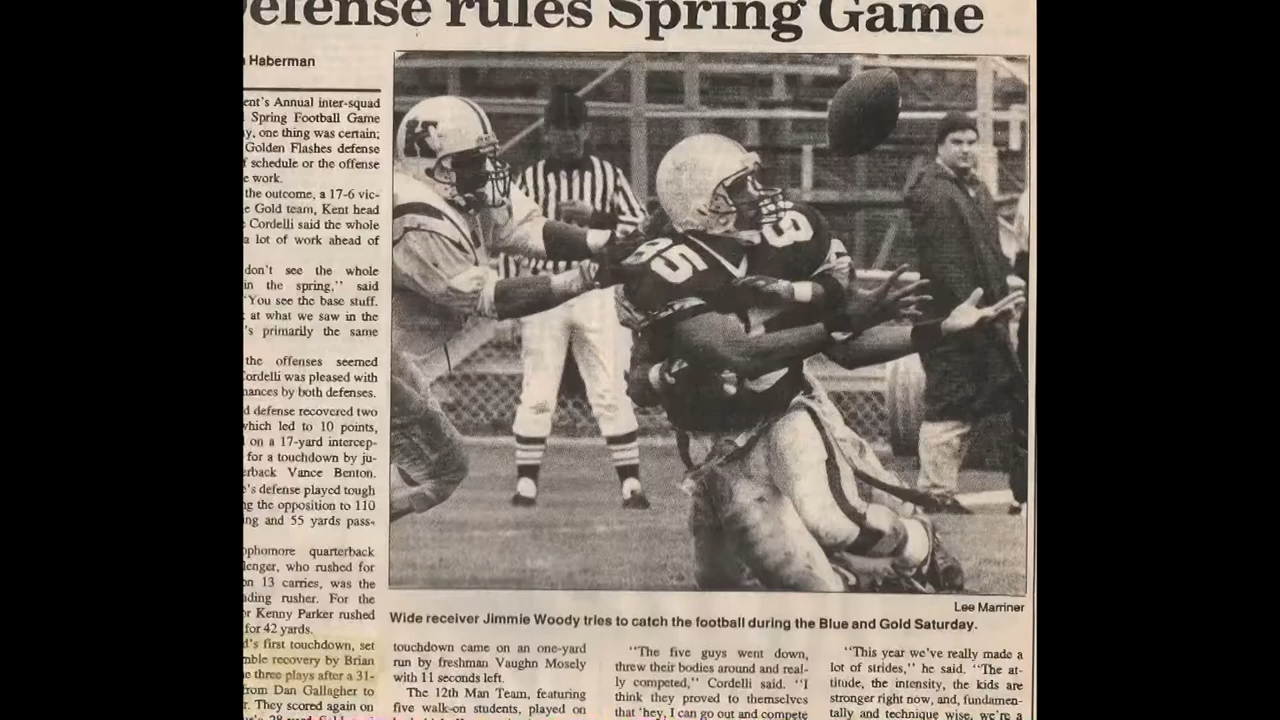 efense rules Spring Game
Haberman
ent's Annual inter-squad
Spring Football Game
y, one thing was certain;
Golden Flashes defense
schedule or the offense
e work.
the outcome, a 17-6 vic-
e Gold team, Kent head
Cordelli said the whole
a lot of work ahead of
don't see the whole
in the spring,'' said
"You see the base stuff.
at what we saw in the
's primarily the same
the offenses seemed
Cordelli was pleased with
nances by both defenses.
d defense recovered two
which led to 10 points,
on a 17-yard intercep-
for a touchdown by ju-
erback Vance Benton.
's defense played tough
ng the opposition to 110
ing and 55 yards pass-
ophomore quarterback
lenger, who rushed for
on 13 carries, was the
ading rusher. For the
or Kenny Parker rushed
for 42 yards.
d's first touchdown, set
mble recovery by Brian
e three plays after a 31-
from Dan Gallagher to
r. They scored again on
K
95
3
Lee Marriner
Wide receiver Jimmie Woody tries to catch the football during the Blue and Gold Saturday.
touchdown came on an one-yard
run by freshman Vaughn Mosely
with 11 seconds left.
The 12th Man Team, featuring
five walk-on students, played on
"The five guys went down,
threw their bodies around and real-
ly competed,'' Cordelli said. "I
think they proved to themselves
that 'hey, I can go out and compete
"This year we've really made a
lot of strides,'' he said. "The at-
titude, the intensity, the kids are
stronger right now, and, fundamen-
tally and technique wise, we're a